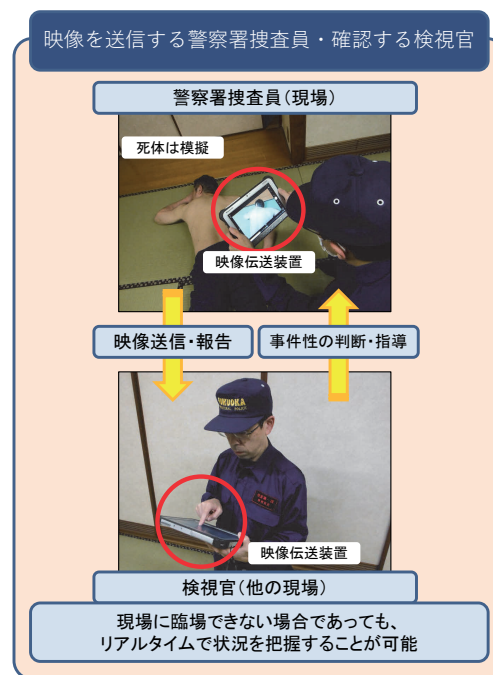 映像を送信する警察署捜査員・確認する検視官
警察署捜査員（現場）
死体は模擬
映像伝送装置
映像送信・報告
事件性の判断・指導
FUKUOKA
映像伝送装置
検視官（他の現場）
現場に臨場できない場合であっても、
リアルタイムで状況を把握することが可能